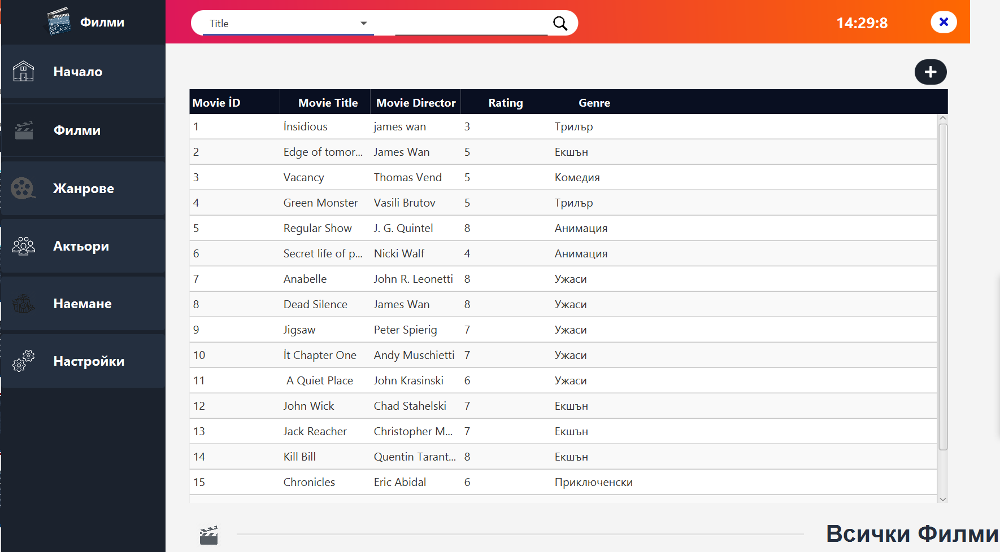 Филми
Title
14:29:8
Начало
Филми
Жанрове
Актьори
Наемане
Настройки
Movie İD Movie Title Movie Director Rating Genre
1 İnsidious james wan 3 Трилър
2 Edge of tomor... James Wan 5 Екшън
3 Vacancy Thomas Vend 5 Комедия
4 Green Monster Vasili Brutov 5 Трилър
5 Regular Show J. G. Quintel 8 Анимация
6 Secret life of p... Nicki Walf 4 Анимация
7 Anabelle John R. Leonetti 8 Ужаси
8 Dead Silence James Wan 8 Ужаси
9 Jigsaw Peter Spierig 7 Ужаси
10 İt Chapter One Andy Muschietti 7 Ужаси
11 A Quiet Place John Krasinski 6 Ужаси
12 John Wick Chad Stahelski 7 Екшън
13 Jack Reacher Christopher M... 7 Екшън
14 Kill Bill Quentin Tarant... 8 Екшън
15 Chronicles Eric Abidal 6 Приключенски
Всички Филми